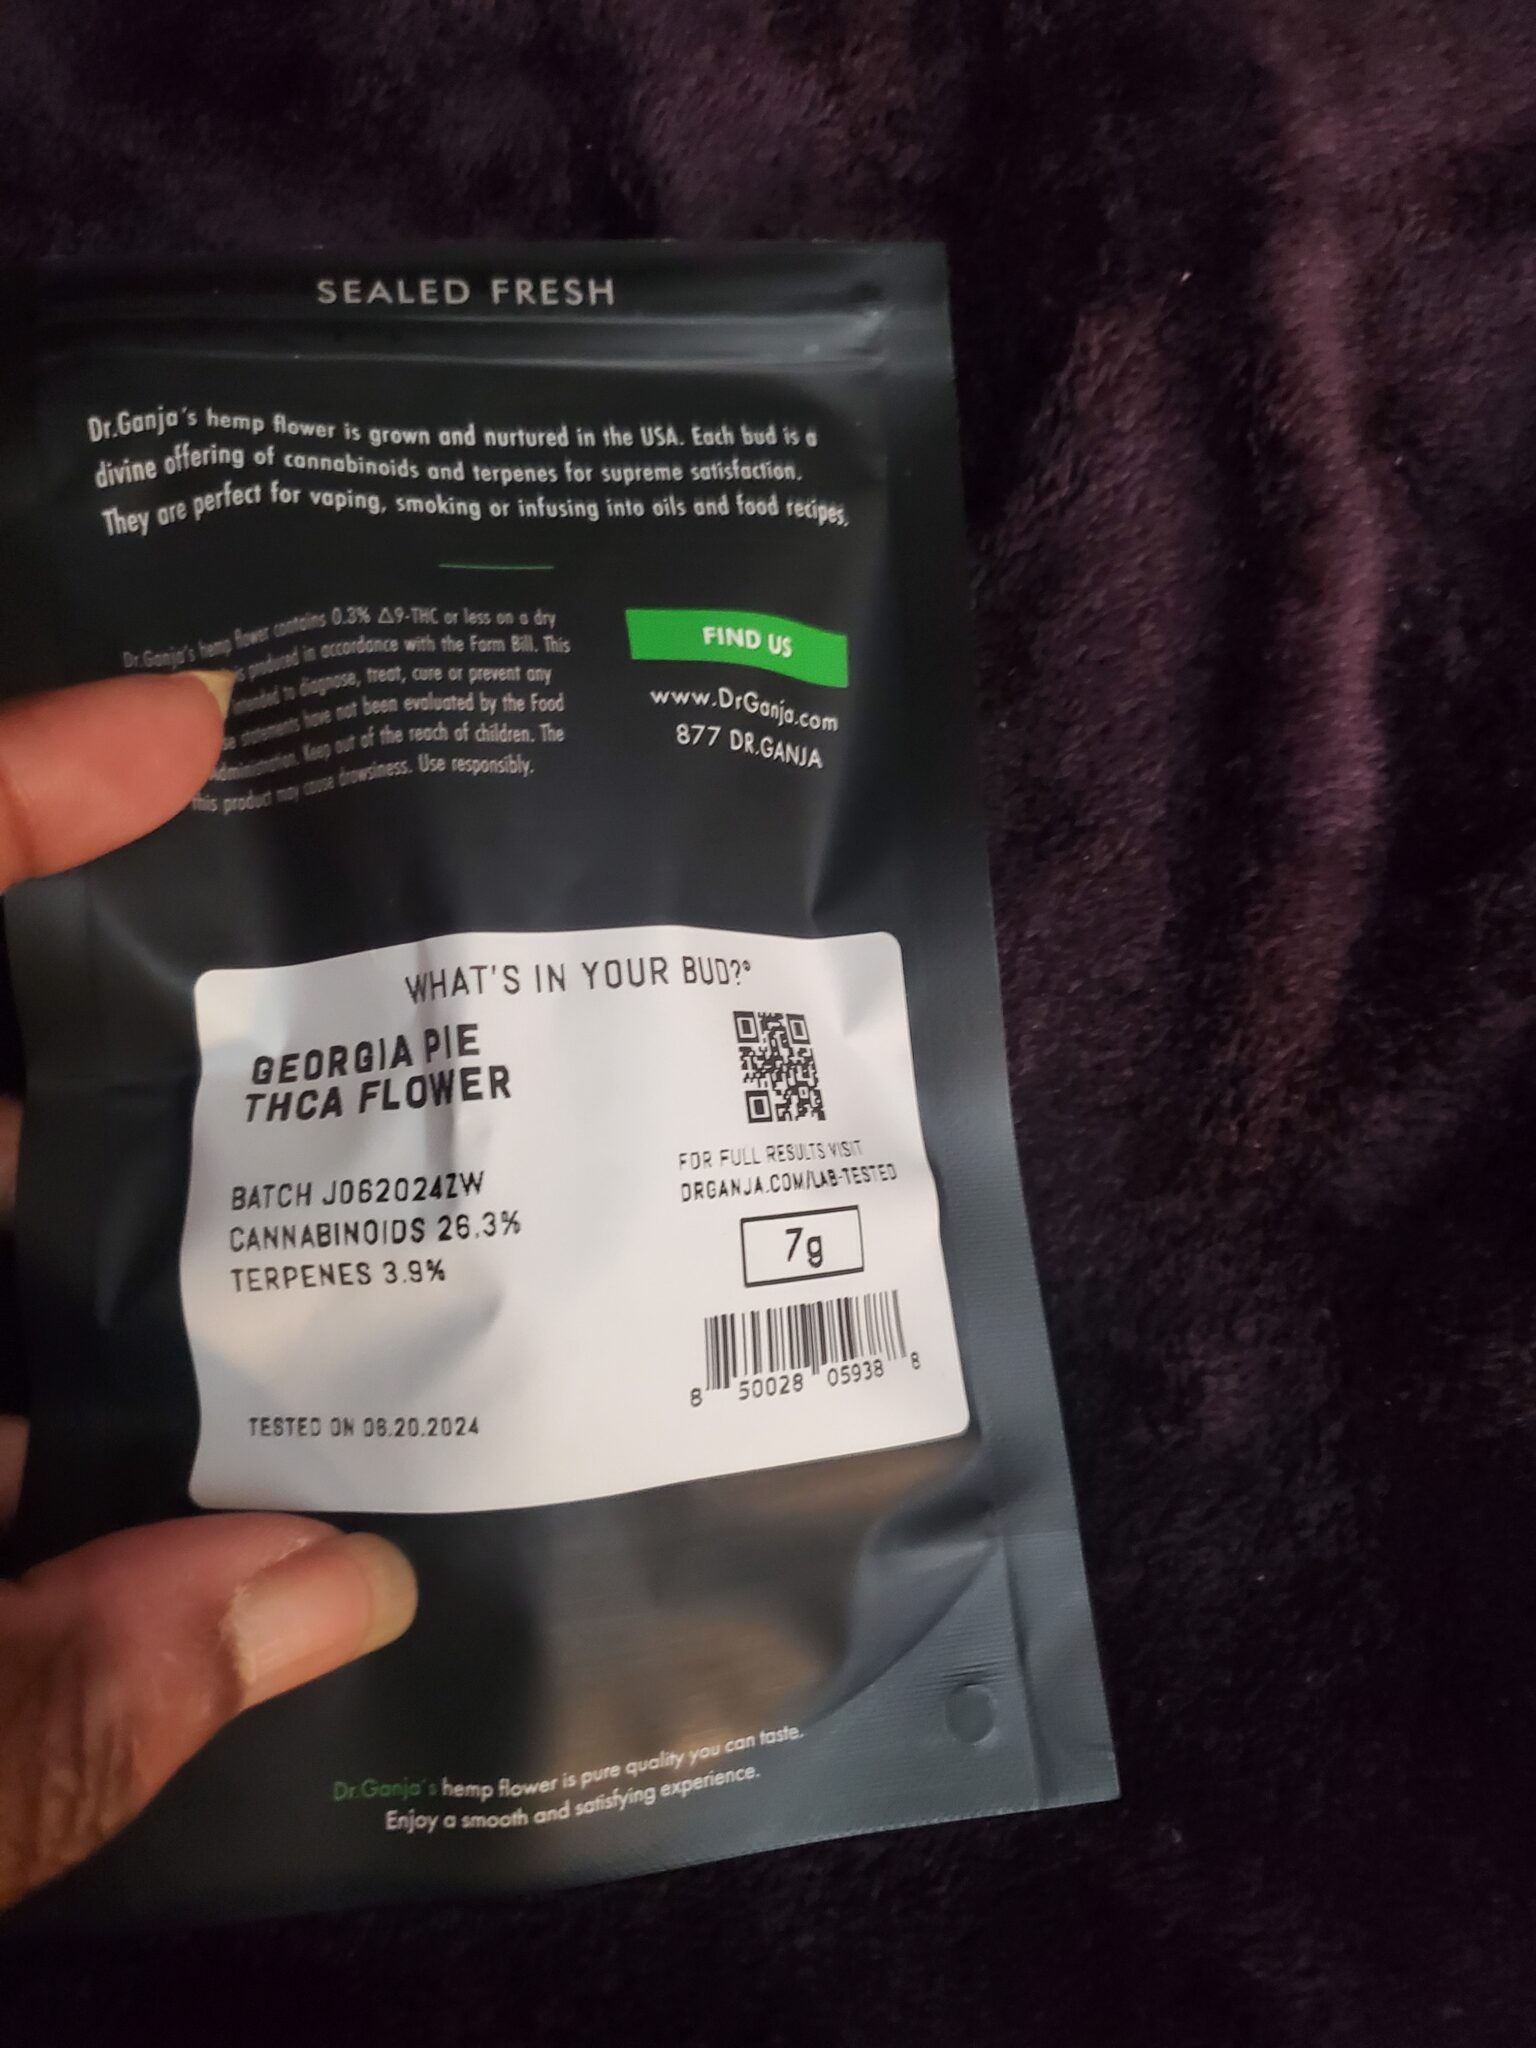 SEALED FRESH
Dr.Ganja's hemp flower is grown and nurtured in the USA. Each bud is a
divine offering of cannabinoids and terpenes for supreme satisfaction.
They are perfect for vaping, smoking or infusing into oils and food recipes.
Dr.Ganja's hemp flower contains 0.3% Δ9-THC or less on a dry
is produced in accordance with the Farm Bill. This
to diagnose, treat, cure or prevent any
statements have not been evaluated by the Food
Administration. Keep out of the reach of children. The
This product may cause drowsiness. Use responsibly.
FIND US
www.DrGanja.com
877 DR.GANJA
WHAT'S IN YOUR BUD?®
GEORGIA PIE
THCA FLOWER
BATCH J062024ZW
CANNABINOIDS 26.3%
TERPENES 3.9%
TESTED ON 06.20.2024
FOR FULL RESULTS VISIT
DRGANJA.COM/LAB-TESTED
7g
8 50028 05938 8
Dr.Ganja's hemp flower is pure quality you can taste.
Enjoy a smooth and satisfying experience.